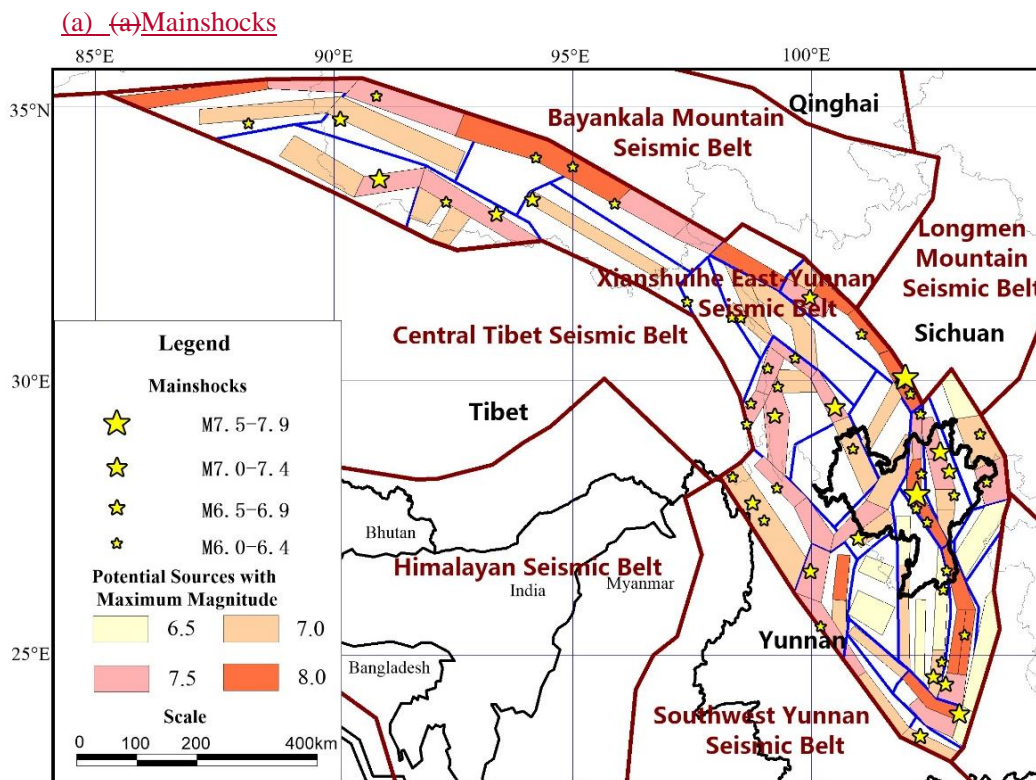 (a) (a)Mainshocks
85°E 90°E 95°E 100°E
35°N
Qinghai
Bayankala Mountain
Seismic Belt
Longmen
Mountain
Seismic Belt
Xianshuihe East-Yunnan
Seismic Belt
Central Tibet Seismic Belt
Sichuan
30°N
Tibet
Bhutan
Himalayan Seismic Belt
India
Myanmar
Yunnan
25°E
Bangladesh
Southwest Yunnan
Seismic Belt
Legend
Mainshocks
M7.5-7.9
M7.0-7.4
M6.5-6.9
M6.0-6.4
Potential Sources with
Maximum Magnitude
6.5 7.0
7.5 8.0
Scale
0 100 200 400km